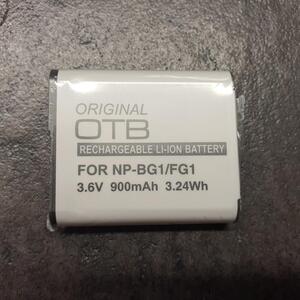 ORIGINAL
OTB
RECHARGEABLE LI-ION BATTERY
FOR NP-BG1/FG1
3.6V 900mAh 3.24Wh